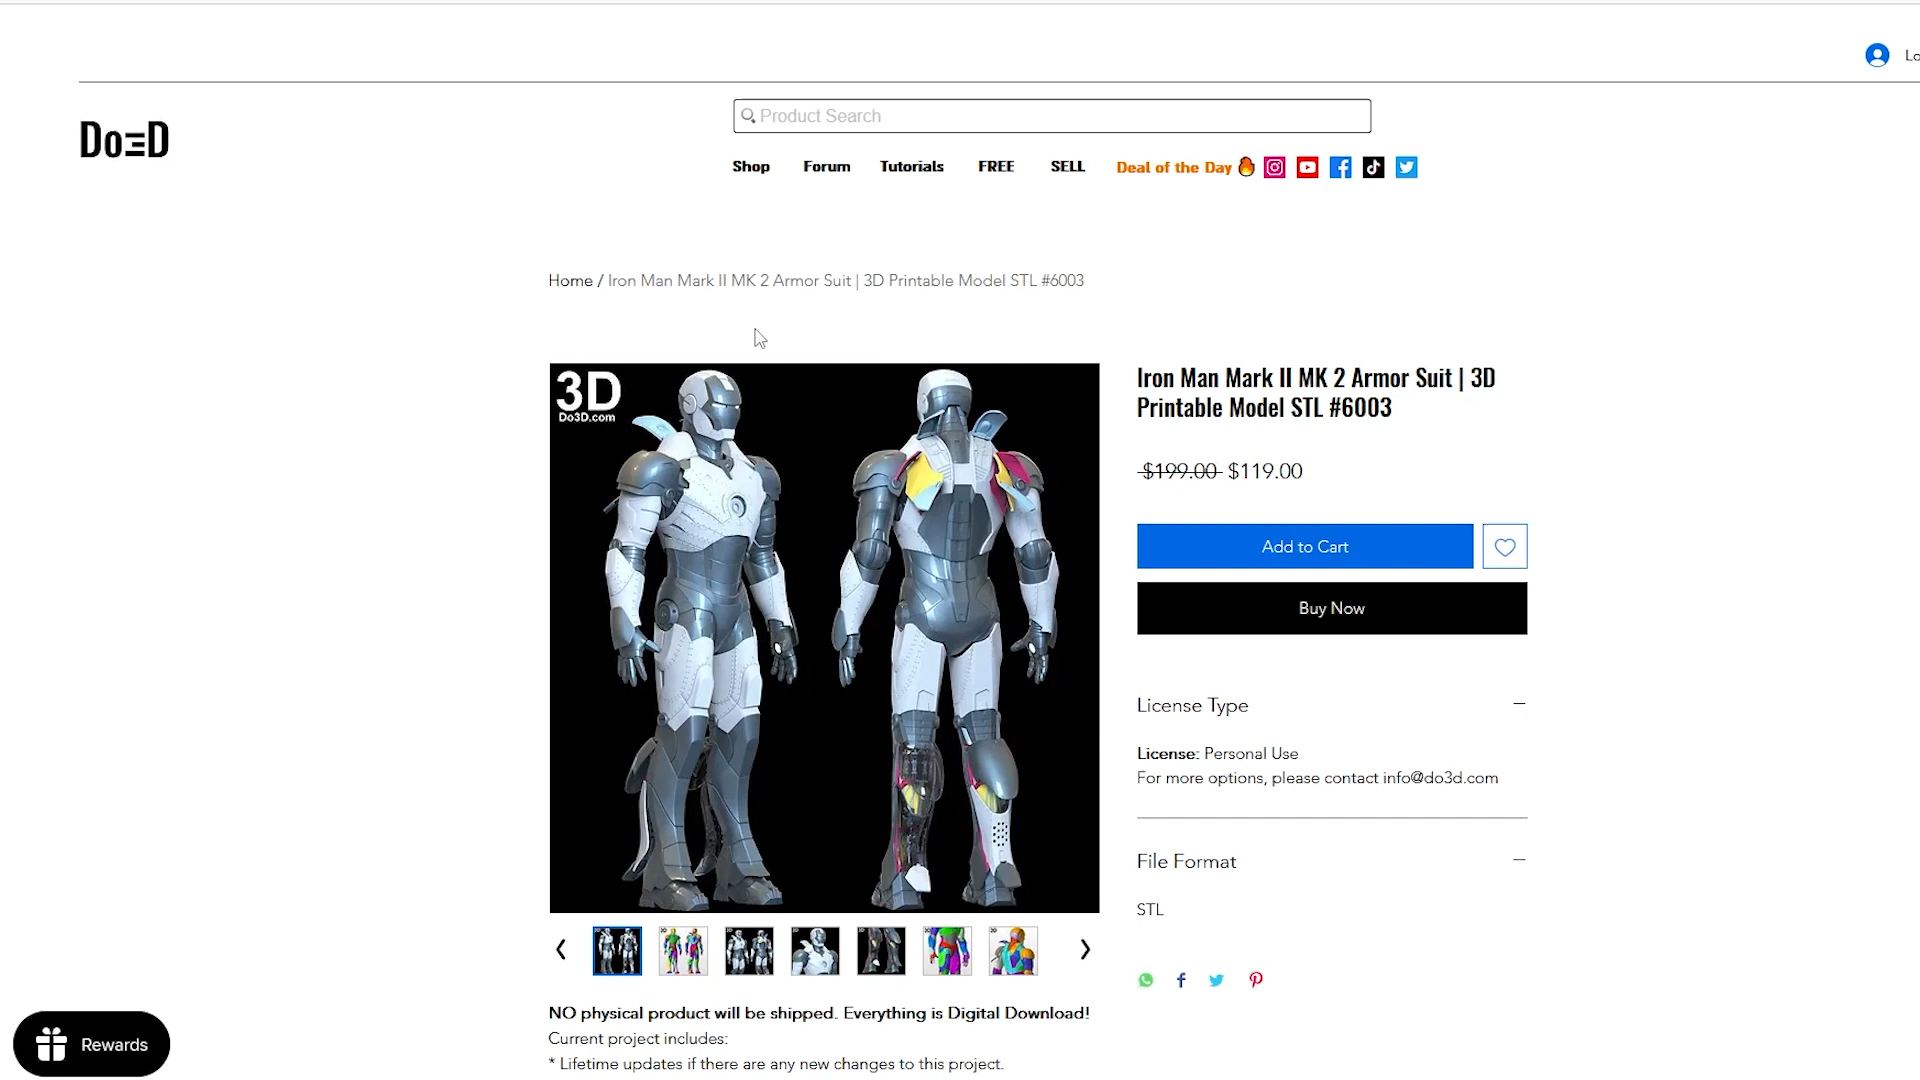 Lo
Do3D
Product Search
Shop Forum Tutorials FREE SELL Deal of the Day
Home / Iron Man Mark II MK 2 Armor Suit | 3D Printable Model STL #6003
3D
Do3D.com
Iron Man Mark II MK 2 Armor Suit | 3D
Printable Model STL #6003
$199.00 $119.00
Add to Cart
Buy Now
License Type
License: Personal Use
For more options, please contact info@do3d.com
File Format
STL
NO physical product will be shipped. Everything is Digital Download!
Current project includes:
* Lifetime updates if there are any new changes to this project.
Rewards